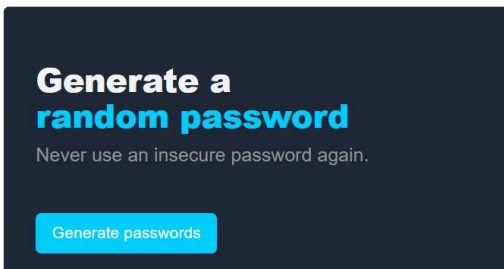 Generate a
random password
Never use an insecure password again.
Generate passwords